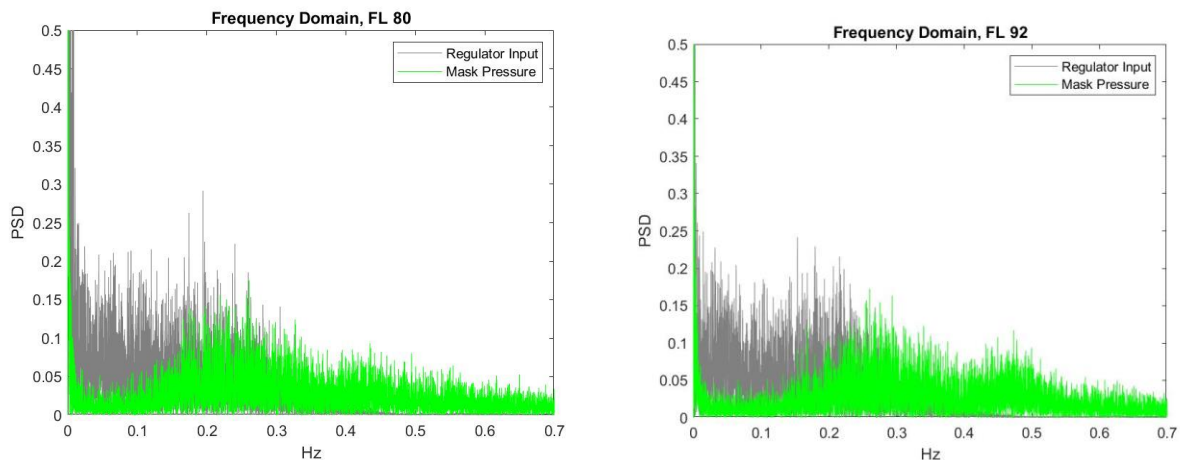 Frequency Domain, FL 80
Regulator Input
Mask Pressure
0.5
0.45
0.4
0.35
0.3
0.25
0.2
0.15
0.1
0.05
0
PSD
0 0.1 0.2 0.3 0.4 0.5 0.6 0.7
Hz
Frequency Domain, FL 92
Regulator Input
Mask Pressure
0.5
0.45
0.4
0.35
0.3
0.25
0.2
0.15
0.1
0.05
0
PSD
0 0.1 0.2 0.3 0.4 0.5 0.6 0.7
Hz